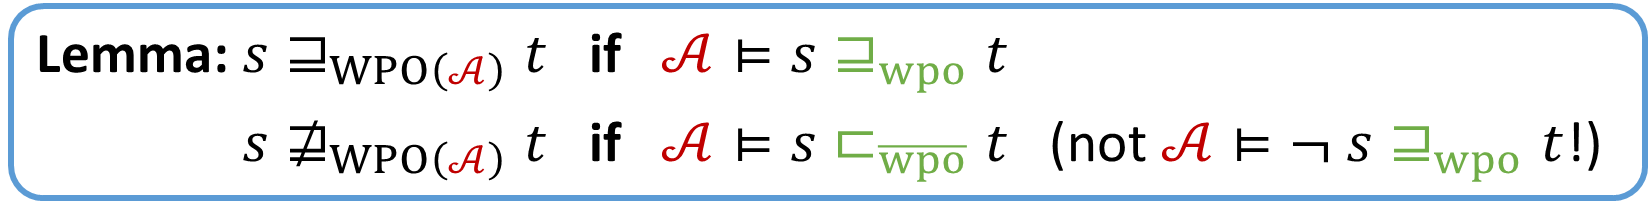 Lemma: s ⊒WPO(𝒜) t if 𝒜 ⊨ s ⊒wpo t
s ⋣WPO(𝒜) t if 𝒜 ⊨ s ⊏w̅p̅o̅ t (not 𝒜 ⊨ ¬ s ⊒wpo t!)